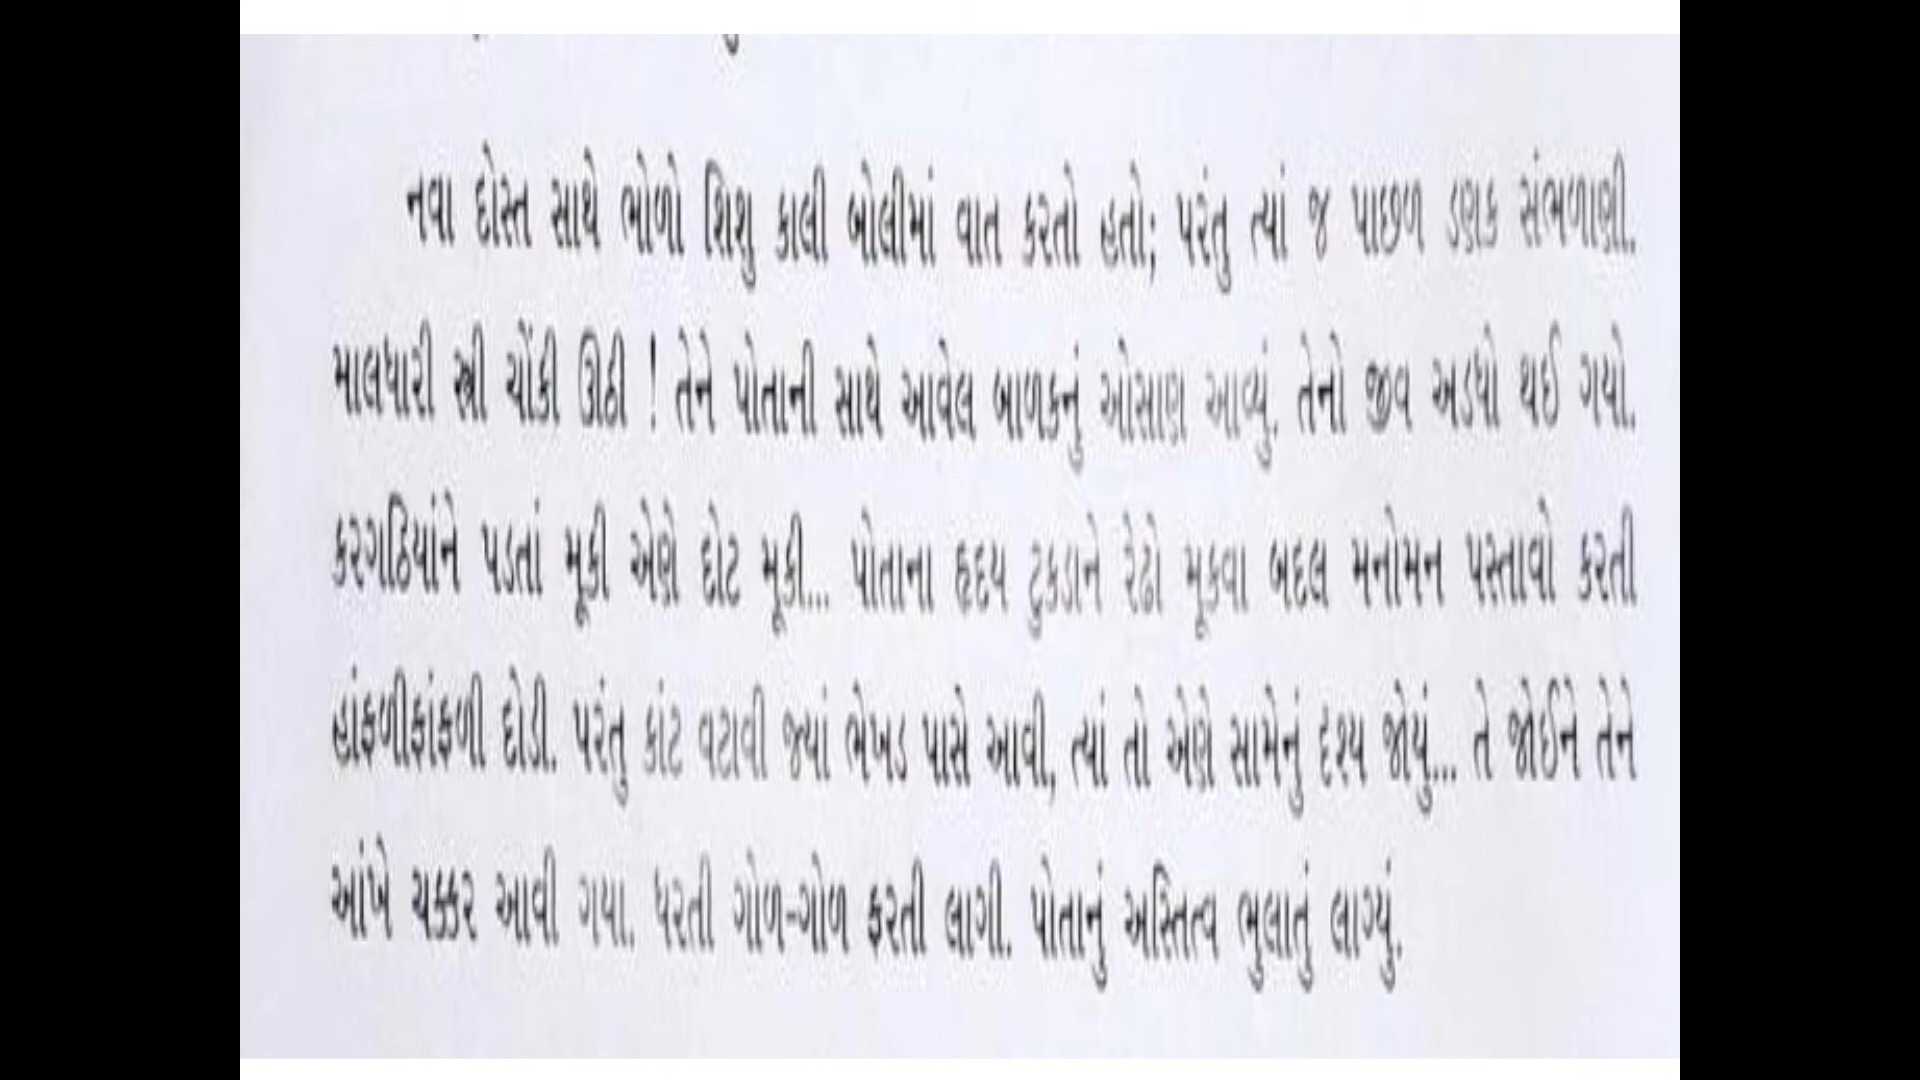 નવા દોસ્ત સાથે ભોળો શિશુ કાલી બોલીમાં વાત કરતો હતો; પરંતુ ત્યાં જ પાછળ ડણક સંભળાણી.
માલધારી સ્ત્રી ચોંકી ઊઠી ! તેને પોતાની સાથે આવેલ બાળકનું ઓસાણ આવ્યું. તેનો જીવ અડધો થઈ ગયો.
કરગઠિયાંને પડતાં મૂકી એણે દોટ મૂકી... પોતાના હૃદય ટુકડાને રેઢો મૂકવા બદલ મનોમન પસ્તાવો કરતી
હાંફળીફાંફળી દોડી. પરંતુ કાંટ વટાવી જ્યાં ભેખડ પાસે આવી, ત્યાં તો એણે સામેનું દૃશ્ય જોયું... તે જોઈને તેને
આંખે ચક્કર આવી ગયા. ધરતી ગોળ-ગોળ ફરતી લાગી. પોતાનું અસ્તિત્વ ભુલાતું લાગ્યું.